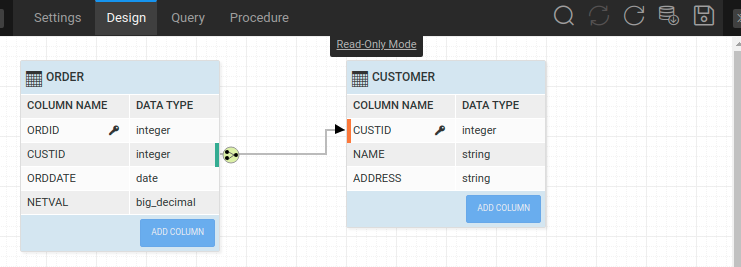 Settings Design Query Procedure
Read-Only Mode
ORDER
COLUMN NAME DATA TYPE
ORDID integer
CUSTID integer
ORDDATE date
NETVAL big_decimal
ADD COLUMN
CUSTOMER
COLUMN NAME DATA TYPE
CUSTID integer
NAME string
ADDRESS string
ADD COLUMN